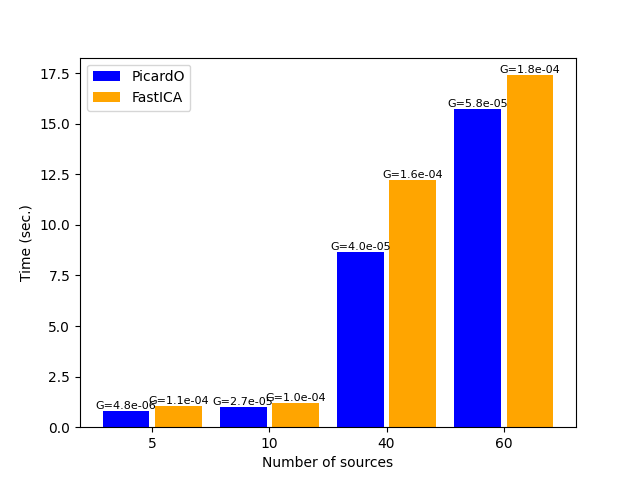 PicardO
FastICA
Time (sec.)
17.5
15.0
12.5
10.0
7.5
5.0
2.5
0.0
G=4.8e-06
G=1.1e-04
G=2.7e-05
G=1.0e-04
G=4.0e-05
G=1.6e-04
G=5.8e-05
G=1.8e-04
5 10 40 60
Number of sources